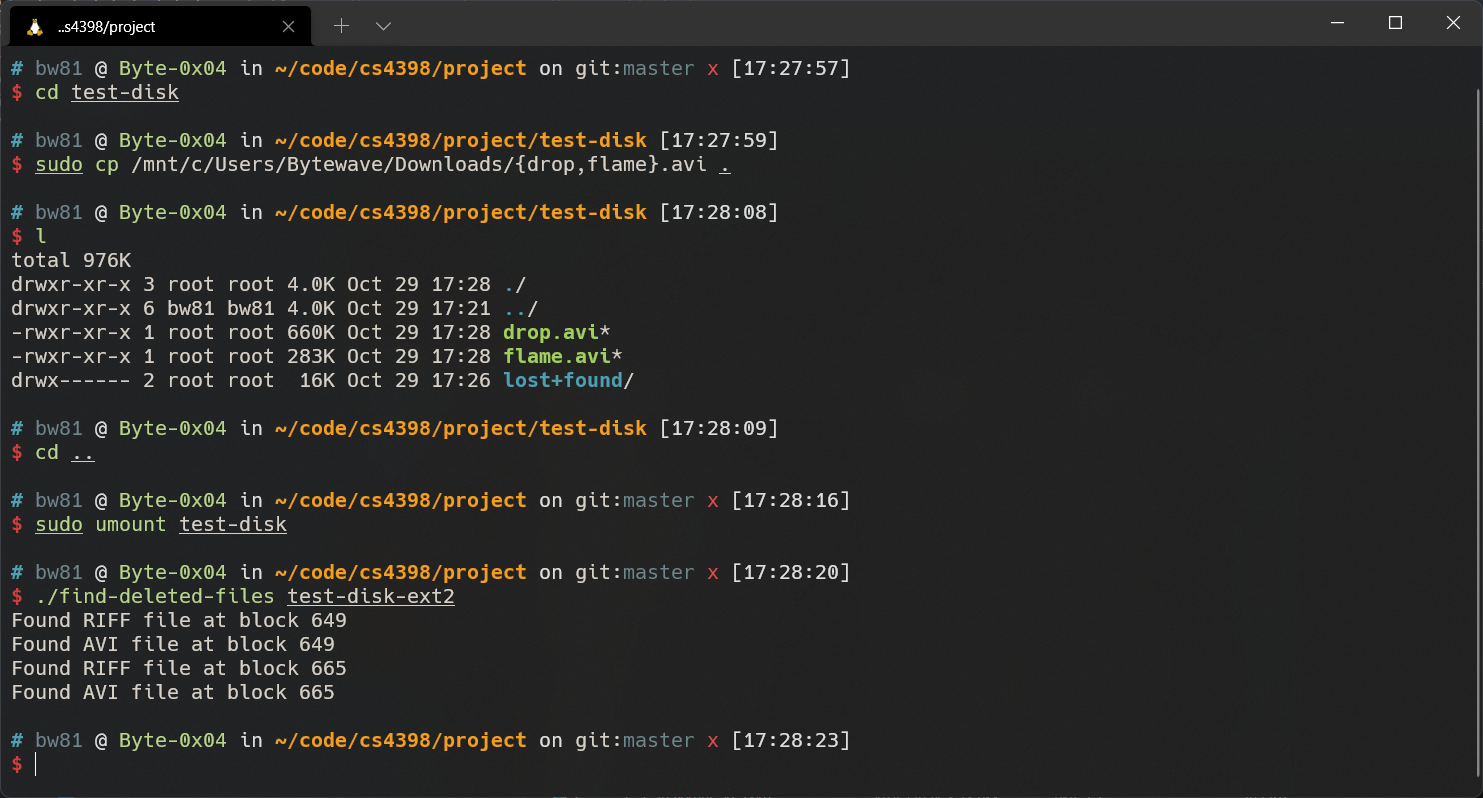 ..s4398/project
# bw81 @ Byte-0x04 in ~/code/cs4398/project on git:master x [17:27:57]
$ cd test-disk
# bw81 @ Byte-0x04 in ~/code/cs4398/project/test-disk [17:27:59]
$ sudo cp /mnt/c/Users/Bytewave/Downloads/{drop,flame}.avi .
# bw81 @ Byte-0x04 in ~/code/cs4398/project/test-disk [17:28:08]
$ l
total 976K
drwxr-xr-x 3 root root 4.0K Oct 29 17:28 ./
drwxr-xr-x 6 bw81 bw81 4.0K Oct 29 17:21 ../
-rwxr-xr-x 1 root root 660K Oct 29 17:28 drop.avi*
-rwxr-xr-x 1 root root 283K Oct 29 17:28 flame.avi*
drwx------ 2 root root  16K Oct 29 17:26 lost+found/
# bw81 @ Byte-0x04 in ~/code/cs4398/project/test-disk [17:28:09]
$ cd ..
# bw81 @ Byte-0x04 in ~/code/cs4398/project on git:master x [17:28:16]
$ sudo umount test-disk
# bw81 @ Byte-0x04 in ~/code/cs4398/project on git:master x [17:28:20]
$ ./find-deleted-files test-disk-ext2
Found RIFF file at block 649
Found AVI file at block 649
Found RIFF file at block 665
Found AVI file at block 665
# bw81 @ Byte-0x04 in ~/code/cs4398/project on git:master x [17:28:23]
$